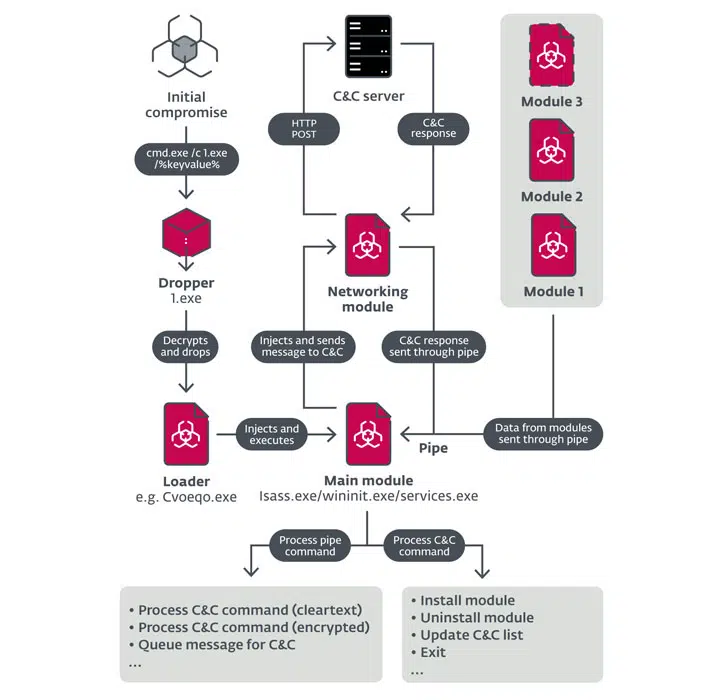 Initial
compromise
cmd.exe /c 1.exe
/%keyvalue%
Dropper
1.exe
Decrypts
and drops
Loader
e.g. Cvoeqo.exe
Injects and
executes
C&C server
HTTP
POST
C&C
response
Networking
module
Injects and sends
message to C&C
C&C response
sent through pipe
Main module
lsass.exe/wininit.exe/services.exe
Pipe
Module 3
Module 2
Module 1
Data from modules
sent through pipe
Process pipe
command
Process C&C
command
• Process C&C command (cleartext)
• Process C&C command (encrypted)
• Queue message for C&C
...
• Install module
• Uninstall module
• Update C&C list
• Exit
...